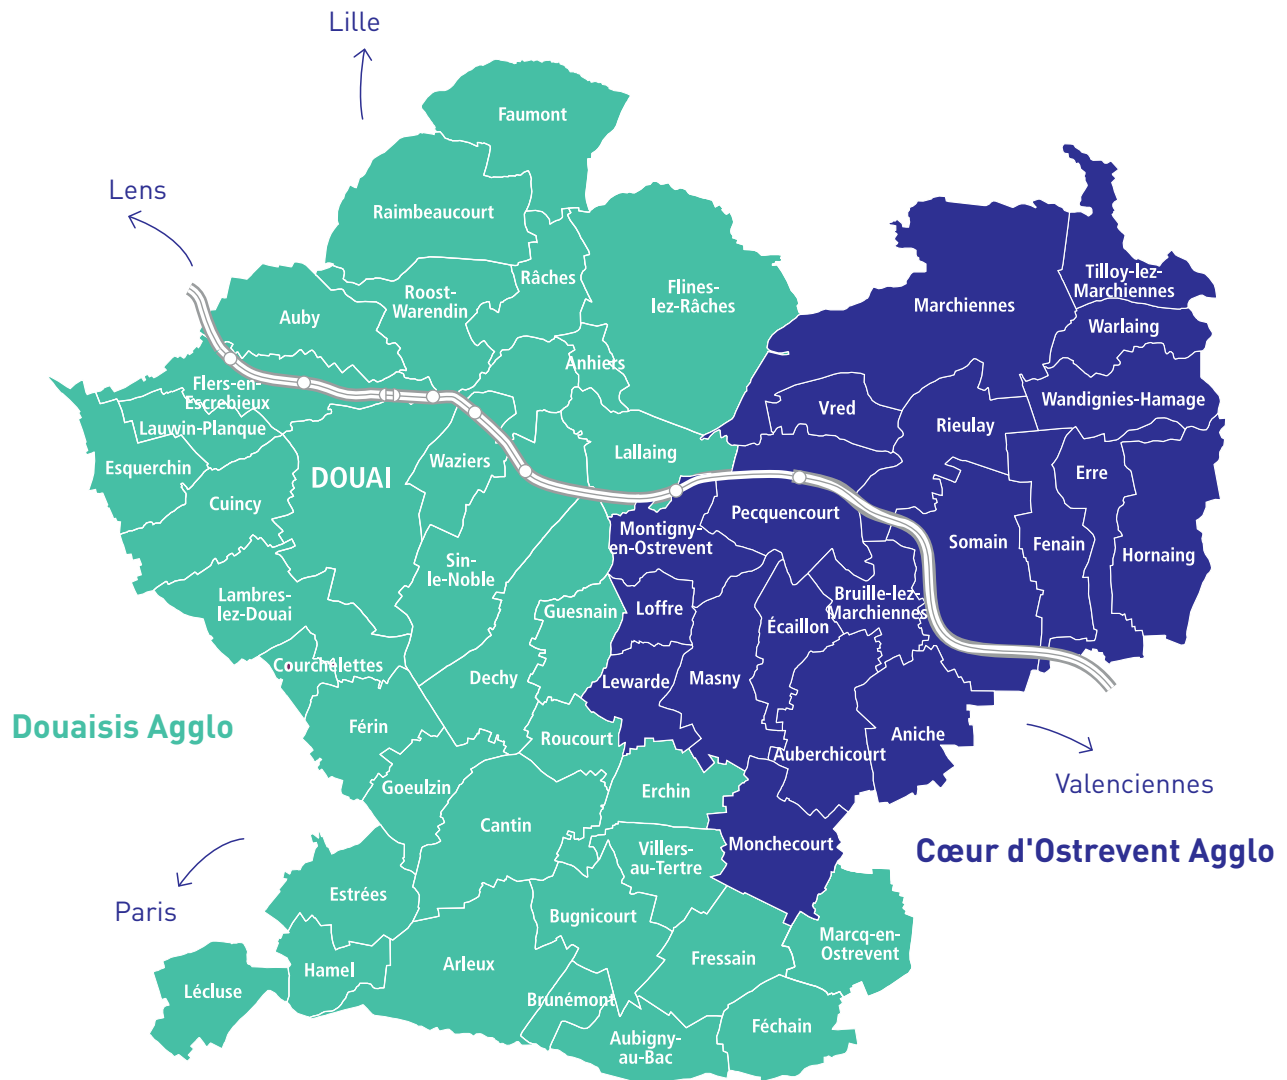 Lille
Faumont
Lens
Raimbeaucourt
Râches
Roost-
Warendin
Flines-
lez-Râches
Auby
Anhiers
Tilloy-lez-
Marchiennes
Marchiennes
Warlaing
Flers-en-
Escrebieux
Lauwin-Planque
Esquerchin
Cuincy
DOUAI
Waziers
Lallaing
Vred
Rieulay
Wandignies-Hamage
Erre
Pecquencourt
Montigny-
en-Ostrevent
Somain
Fenain
Hornaing
Sin-
le-Noble
Lambres-
lez-Douai
Guesnain
Loffre
Écaillon
Bruille-lez-
Marchiennes
Courchelettes
Dechy
Lewarde
Masny
Douaisis Agglo
Férin
Roucourt
Auberchicourt
Aniche
Goeulzin
Erchin
Valenciennes
Cantin
Villers-
au-Tertre
Monchecourt
Cœur d'Ostrevent Agglo
Paris
Estrées
Bugnicourt
Marcq-en-
Ostrevent
Fressain
Hamel
Arleux
Lécluse
Brunémont
Aubigny-
au-Bac
Féchain